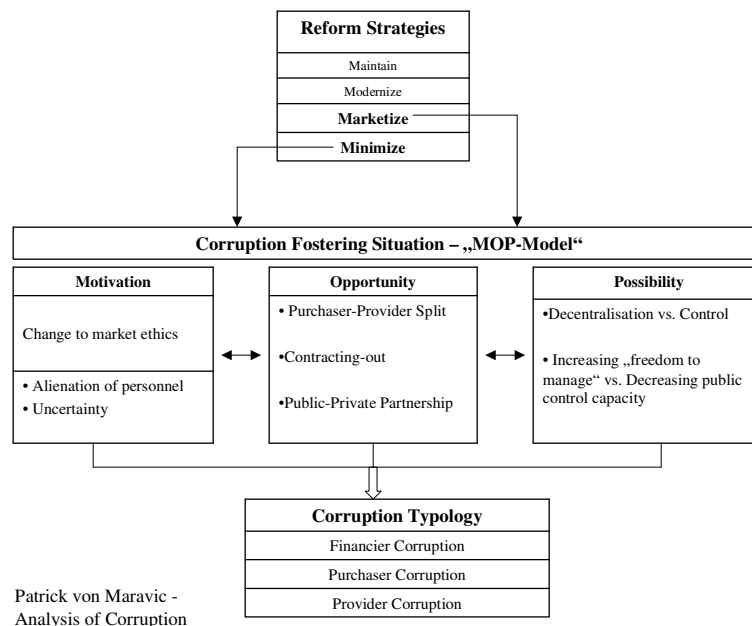 Reform Strategies
Maintain
Modernize
Marketize
Minimize
Corruption Fostering Situation – „MOP-Model“
Motivation
Change to market ethics
• Alienation of personnel
• Uncertainty
Opportunity
• Purchaser-Provider Split
•Contracting-out
•Public-Private Partnership
Possibility
•Decentralisation vs. Control
• Increasing „freedom to
manage“ vs. Decreasing public
control capacity
Corruption Typology
Financier Corruption
Purchaser Corruption
Provider Corruption
Patrick von Maravic -
Analysis of Corruption